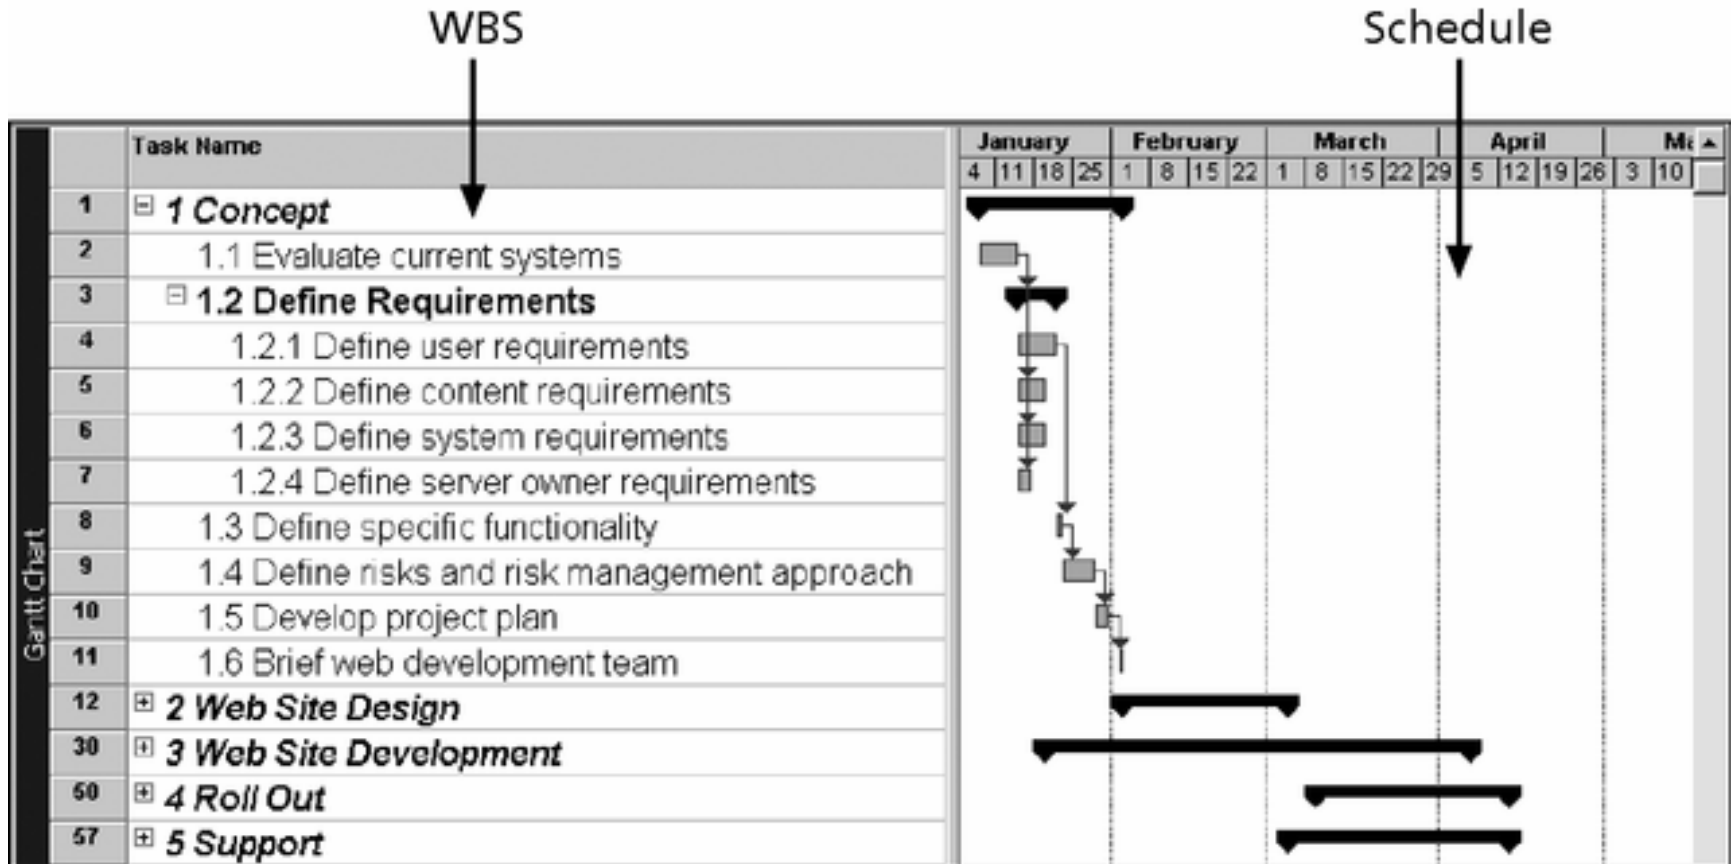 WBS Schedule
Task Name January February March April Ma
4 11 18 25 1 8 15 22 1 8 15 22 29 5 12 19 26 3 10
1 1 Concept
2 1.1 Evaluate current systems
3 1.2 Define Requirements
4 1.2.1 Define user requirements
5 1.2.2 Define content requirements
6 1.2.3 Define system requirements
7 1.2.4 Define server owner requirements
8 1.3 Define specific functionality
9 1.4 Define risks and risk management approach
10 1.5 Develop project plan
11 1.6 Brief web development team
12 2 Web Site Design
30 3 Web Site Development
50 4 Roll Out
57 5 Support
Gantt Chart